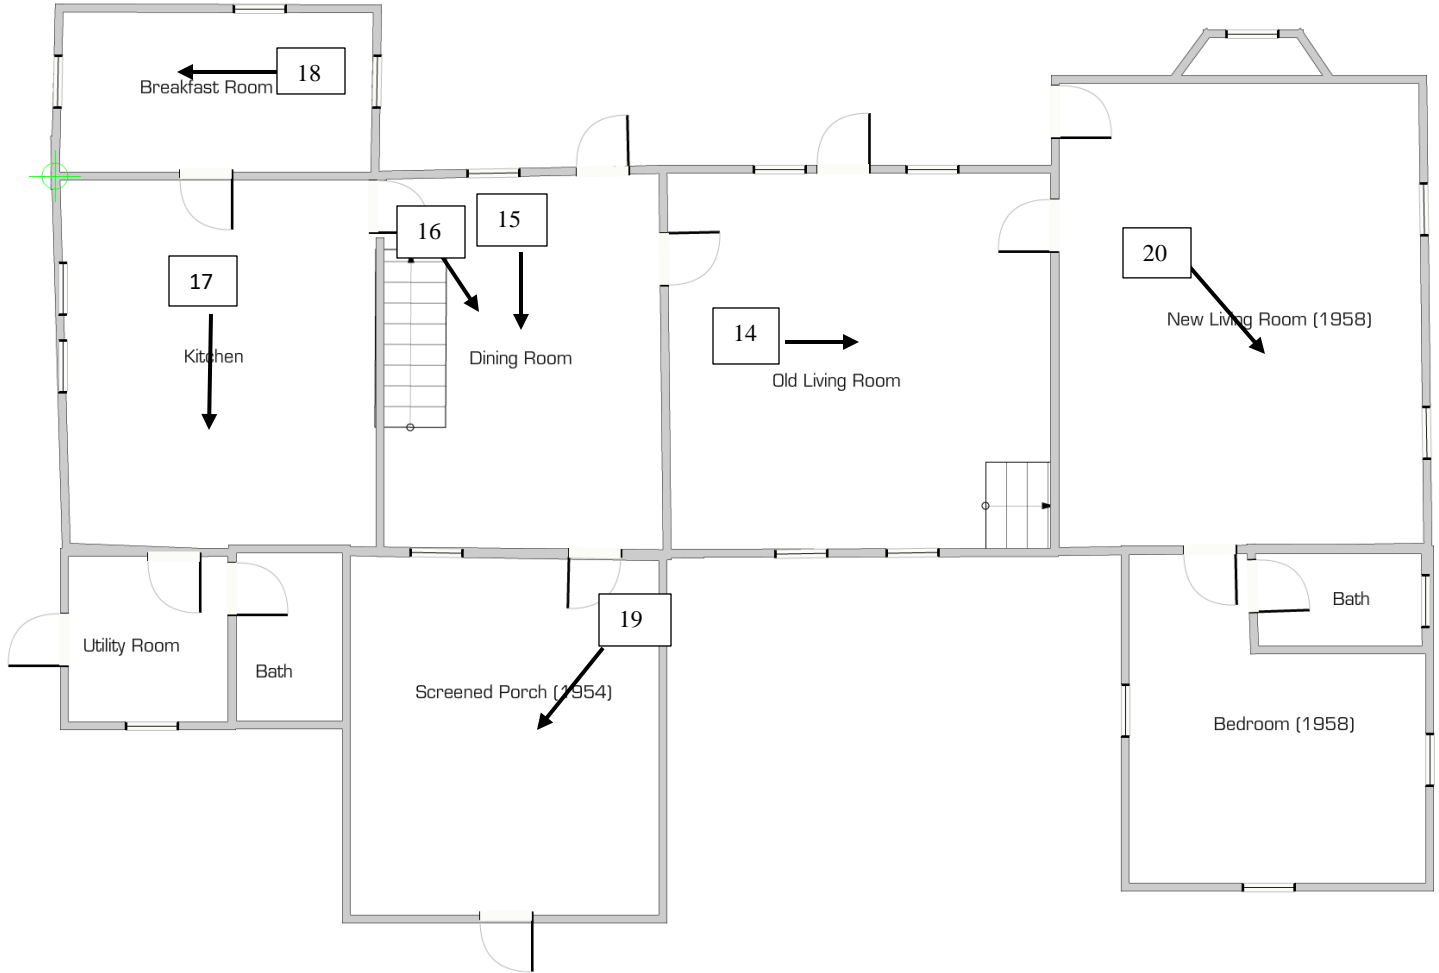 18
Breakfast Room
16
15
17
20
14
New Living Room (1958)
Kitchen
Dining Room
Old Living Room
19
Bath
Utility Room
Bath
Screened Porch (1954)
Bedroom (1958)